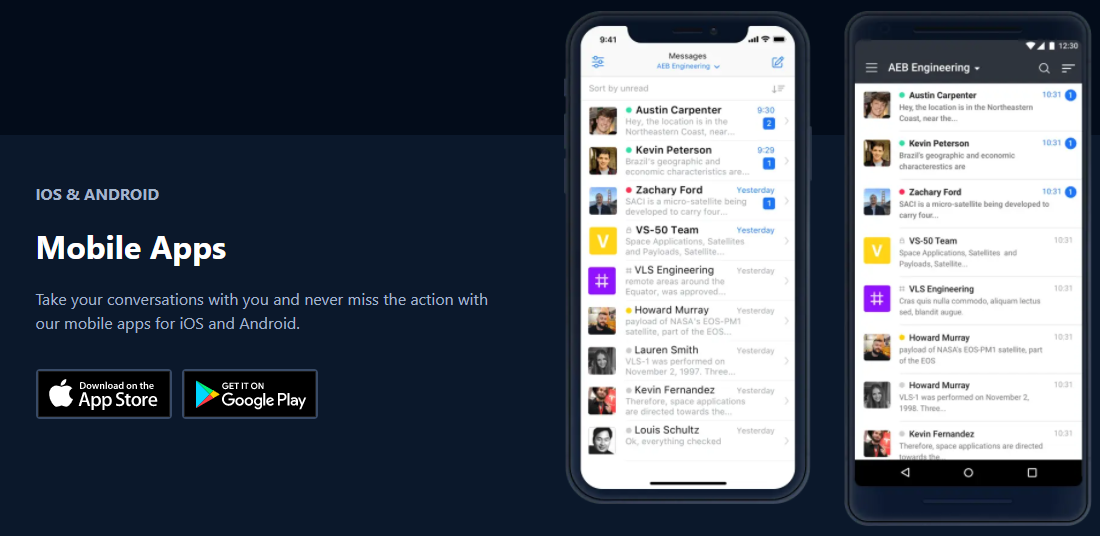 IOS & ANDROID
Mobile Apps
Take your conversations with you and never miss the action with
our mobile apps for iOS and Android.
Download on the
App Store
GET IT ON
Google Play
9:41
Messages
AEB Engineering
Sort by unread
Austin Carpenter 9:30
Hey, the location is in the 2
Northeastern Coast, near...
Kevin Peterson 9:29
Brazil's geographic and 1
economic characteristics are...
Zachary Ford Yesterday
SACI is a micro-satellite being 1
developed to carry four...
V VS-50 Team Yesterday
Space Applications, Satellites
and Payloads, Satellite...
# VLS Engineering Yesterday
remote areas around the
Equator, was approved...
Howard Murray Yesterday
payload of NASA's EOS-PM1
satellite, part of the EOS
Lauren Smith Yesterday
VLS-1 was performed on
November 2, 1997. Three...
Kevin Fernandez Yesterday
Therefore, space applications
are directed towards the...
Louis Schultz Yesterday
Ok, everything checked
12:30
AEB Engineering
Austin Carpenter 10:31 1
Hey, the location is in the Northeastern
Coast, near the...
Kevin Peterson 10:31 1
Brazil's geographic and economic
characterestics are
Zachary Ford 10:31 1
SACI is a micro-satellite being developed to
carry four...
V VS-50 Team 10:31
Space Applications, Satellites and
Payloads, Satellite...
# VLS Engineering 10:31
Cras quis nulla commodo, aliquam lectus
sed, blandit augue.
Howard Murray 10:31
payload of NASA's EOS-PM1 satellite, part
of the EOS
Howard Murray 10:31
VLS-1 was performed on November 2,
1998. Three...
Kevin Fernandez 10:31
Therefore, space applications are directed
towards the...